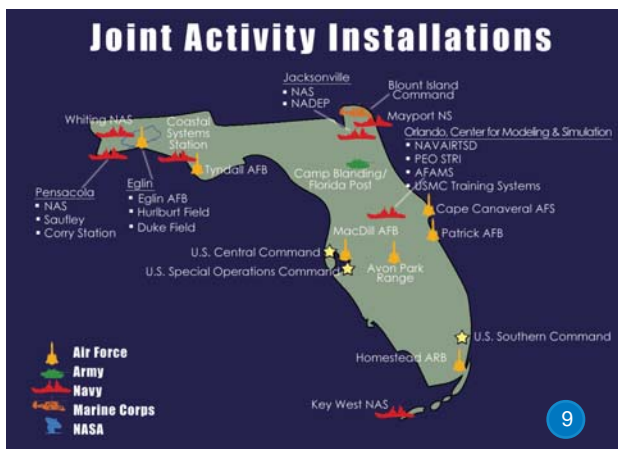 Joint Activity Installations
Jacksonville
▪ NAS
▪ NADEP
Blount Island
Command
Mayport NS
Whiting NAS
Coastal
Systems
Station
Tyndall AFB
Orlando, Center for Modeling & Simulation
▪ NAVAIRTSD
▪ PEO STRI
▪ AFAMS
▪ USMC Training Systems
Camp Blanding/
Florida Post
Pensacola
▪ NAS
▪ Saufley
▪ Corry Station
Eglin
▪ Eglin AFB
▪ Hurlburt Field
▪ Duke Field
Cape Canaveral AFS
Patrick AFB
MacDill AFB
U.S. Central Command
U.S. Special Operations Command
Avon Park
Range
U.S. Southern Command
Homestead ARB
Key West NAS
Air Force
Army
Navy
Marine Corps
NASA
9